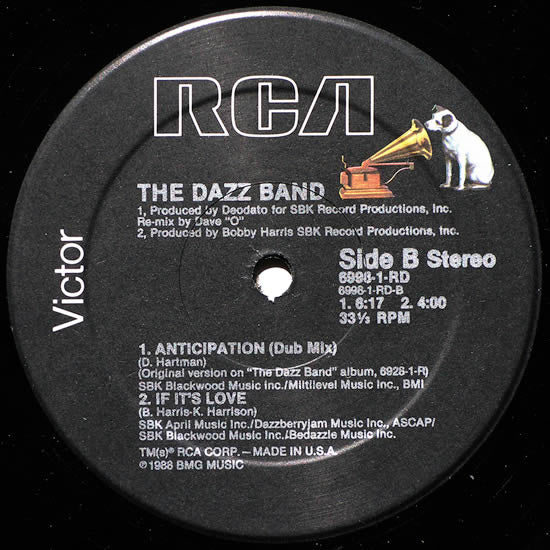 RCA
THE DAZZ BAND
1, Produced by Deodato for SBK Record Productions, Inc.
Re-mix by Dave "O"
2, Produced by Bobby Harris SBK Record Productions, Inc.
Victor
Side B Stereo
6998-1-RD
6998-1-RD-B
1. 6:17 2. 4:00
33⅓ RPM
1. ANTICIPATION (Dub Mix)
(D. Hartman)
(Original version on "The Dazz Band" album, 6928-1-R)
SBK Blackwood Music Inc./Miltilevel Music Inc., BMI
2. IF IT'S LOVE
(B. Harris-K. Harrison)
SBK April Music Inc./Dazzberryjam Music Inc., ASCAP/
SBK Blackwood Music Inc./Bedazzle Music Inc.
TM(s)® RCA CORP.—MADE IN U.S.A.
℗1988 BMG MUSIC